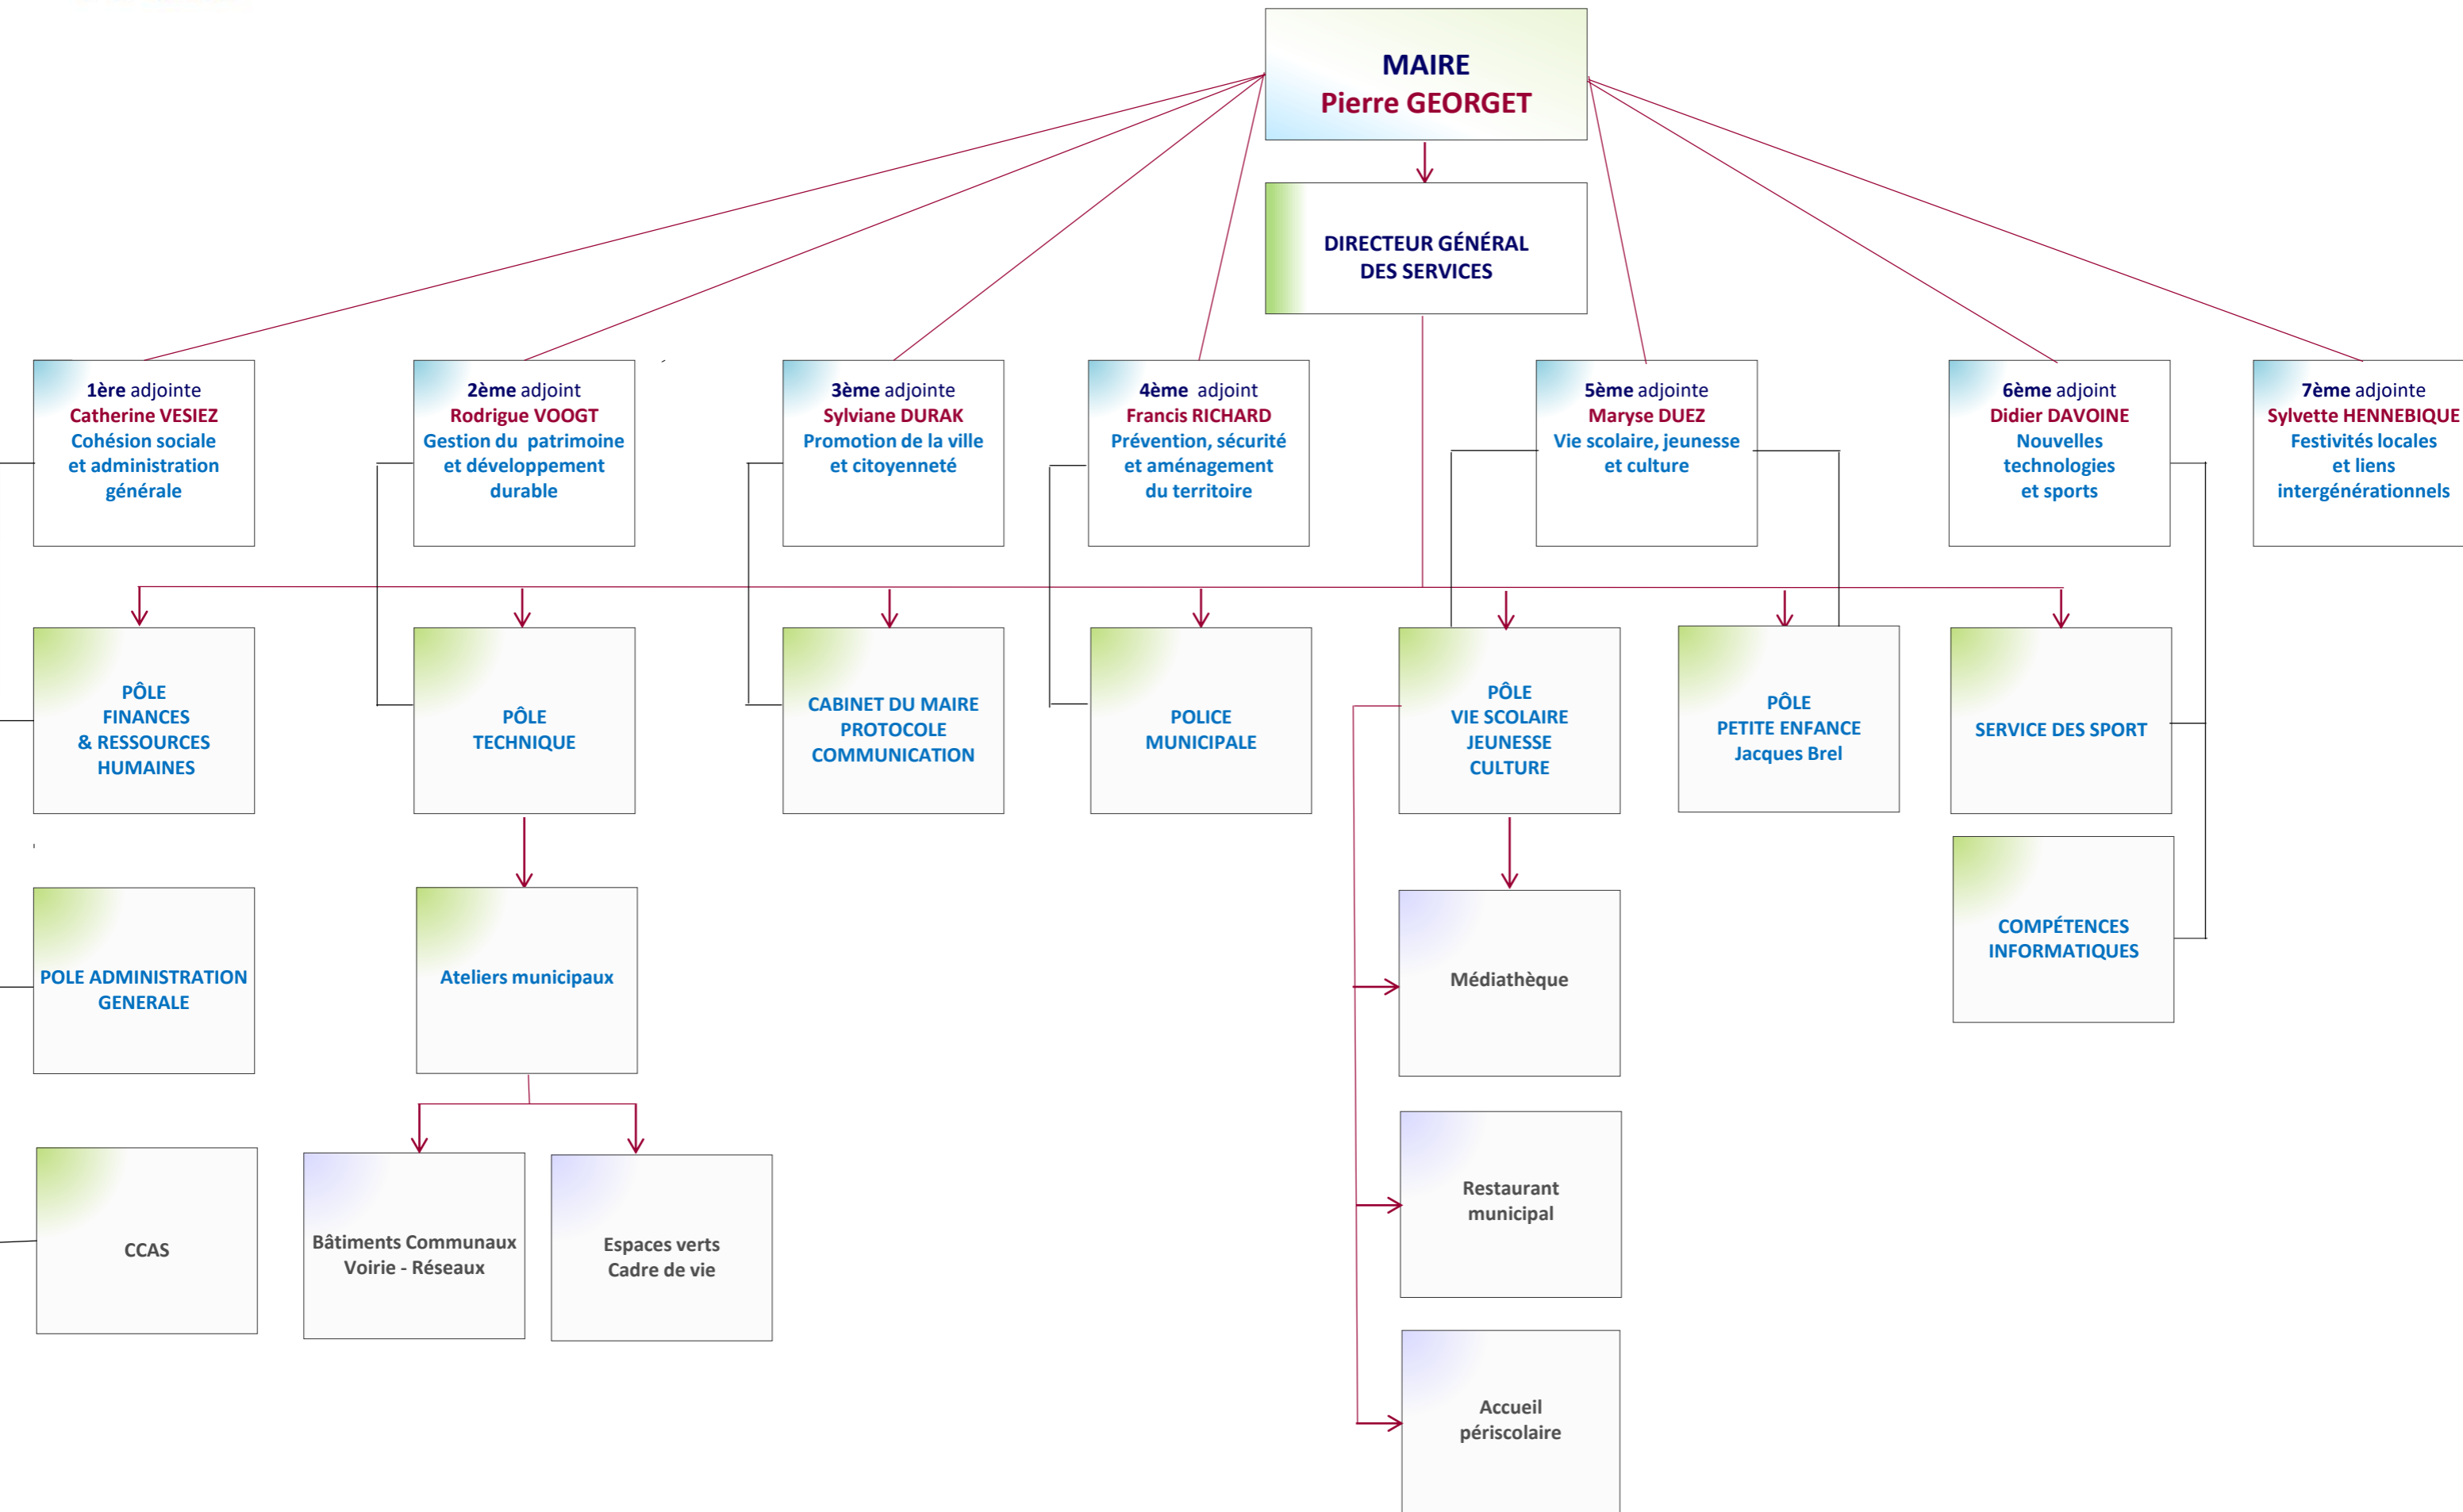 MAIRE
Pierre GEORGET
DIRECTEUR GÉNÉRAL
DES SERVICES
1ère adjointe
Catherine VESIEZ
Cohésion sociale
et administration
générale
2ème adjoint
Rodrigue VOOGT
Gestion du patrimoine
et développement
durable
3ème adjointe
Sylviane DURAK
Promotion de la ville
et citoyenneté
4ème adjoint
Francis RICHARD
Prévention, sécurité
et aménagement
du territoire
5ème adjointe
Maryse DUEZ
Vie scolaire, jeunesse
et culture
6ème adjoint
Didier DAVOINE
Nouvelles
technologies
et sports
7ème adjointe
Sylvette HENNEBIQUE
Festivités locales
et liens
intergénérationnels
PÔLE
FINANCES
& RESSOURCES
HUMAINES
PÔLE
TECHNIQUE
CABINET DU MAIRE
PROTOCOLE
COMMUNICATION
POLICE
MUNICIPALE
PÔLE
VIE SCOLAIRE
JEUNESSE
CULTURE
PÔLE
PETITE ENFANCE
Jacques Brel
SERVICE DES SPORT
POLE ADMINISTRATION
GENERALE
Ateliers municipaux
Médiathèque
COMPÉTENCES
INFORMATIQUES
CCAS
Bâtiments Communaux
Voirie - Réseaux
Espaces verts
Cadre de vie
Restaurant
municipal
Accueil
périscolaire